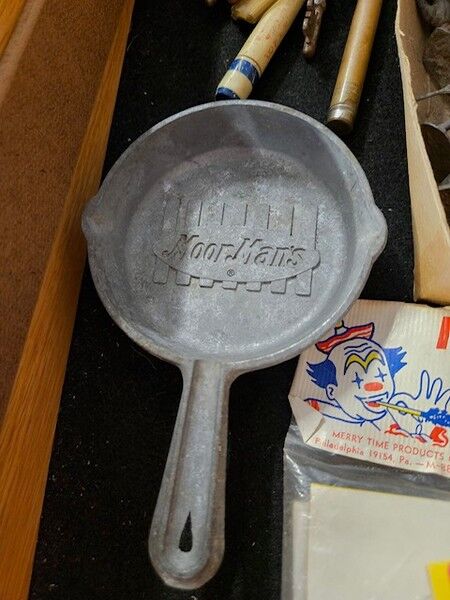 MoorMan's
®
MERRY TIME PRODUCTS
Philadelphia 19154, Pa. —